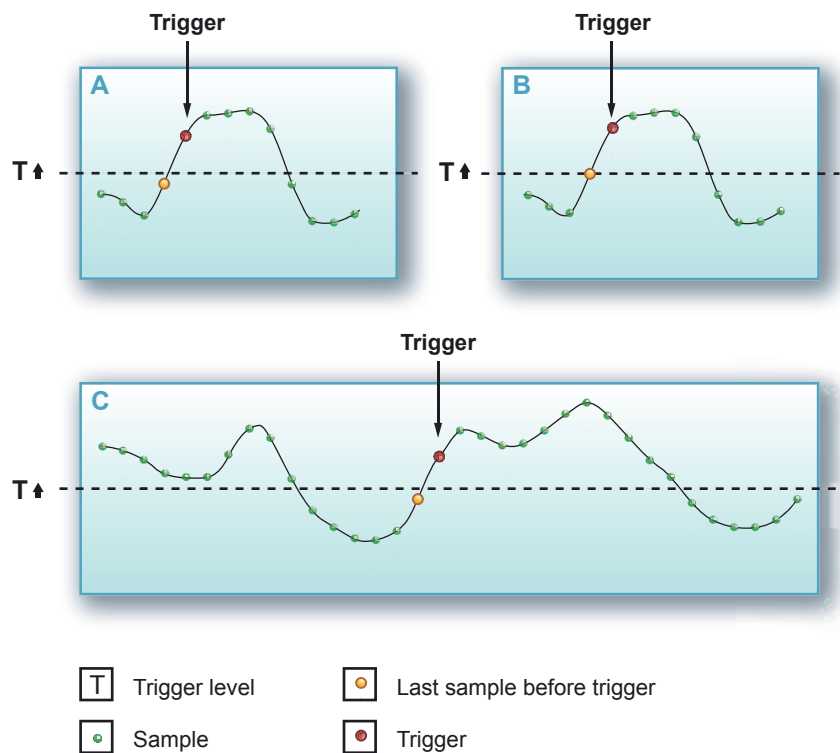 Trigger
Trigger
A
B
T
T
Trigger
C
T
T Trigger level
Last sample before trigger
Sample
Trigger